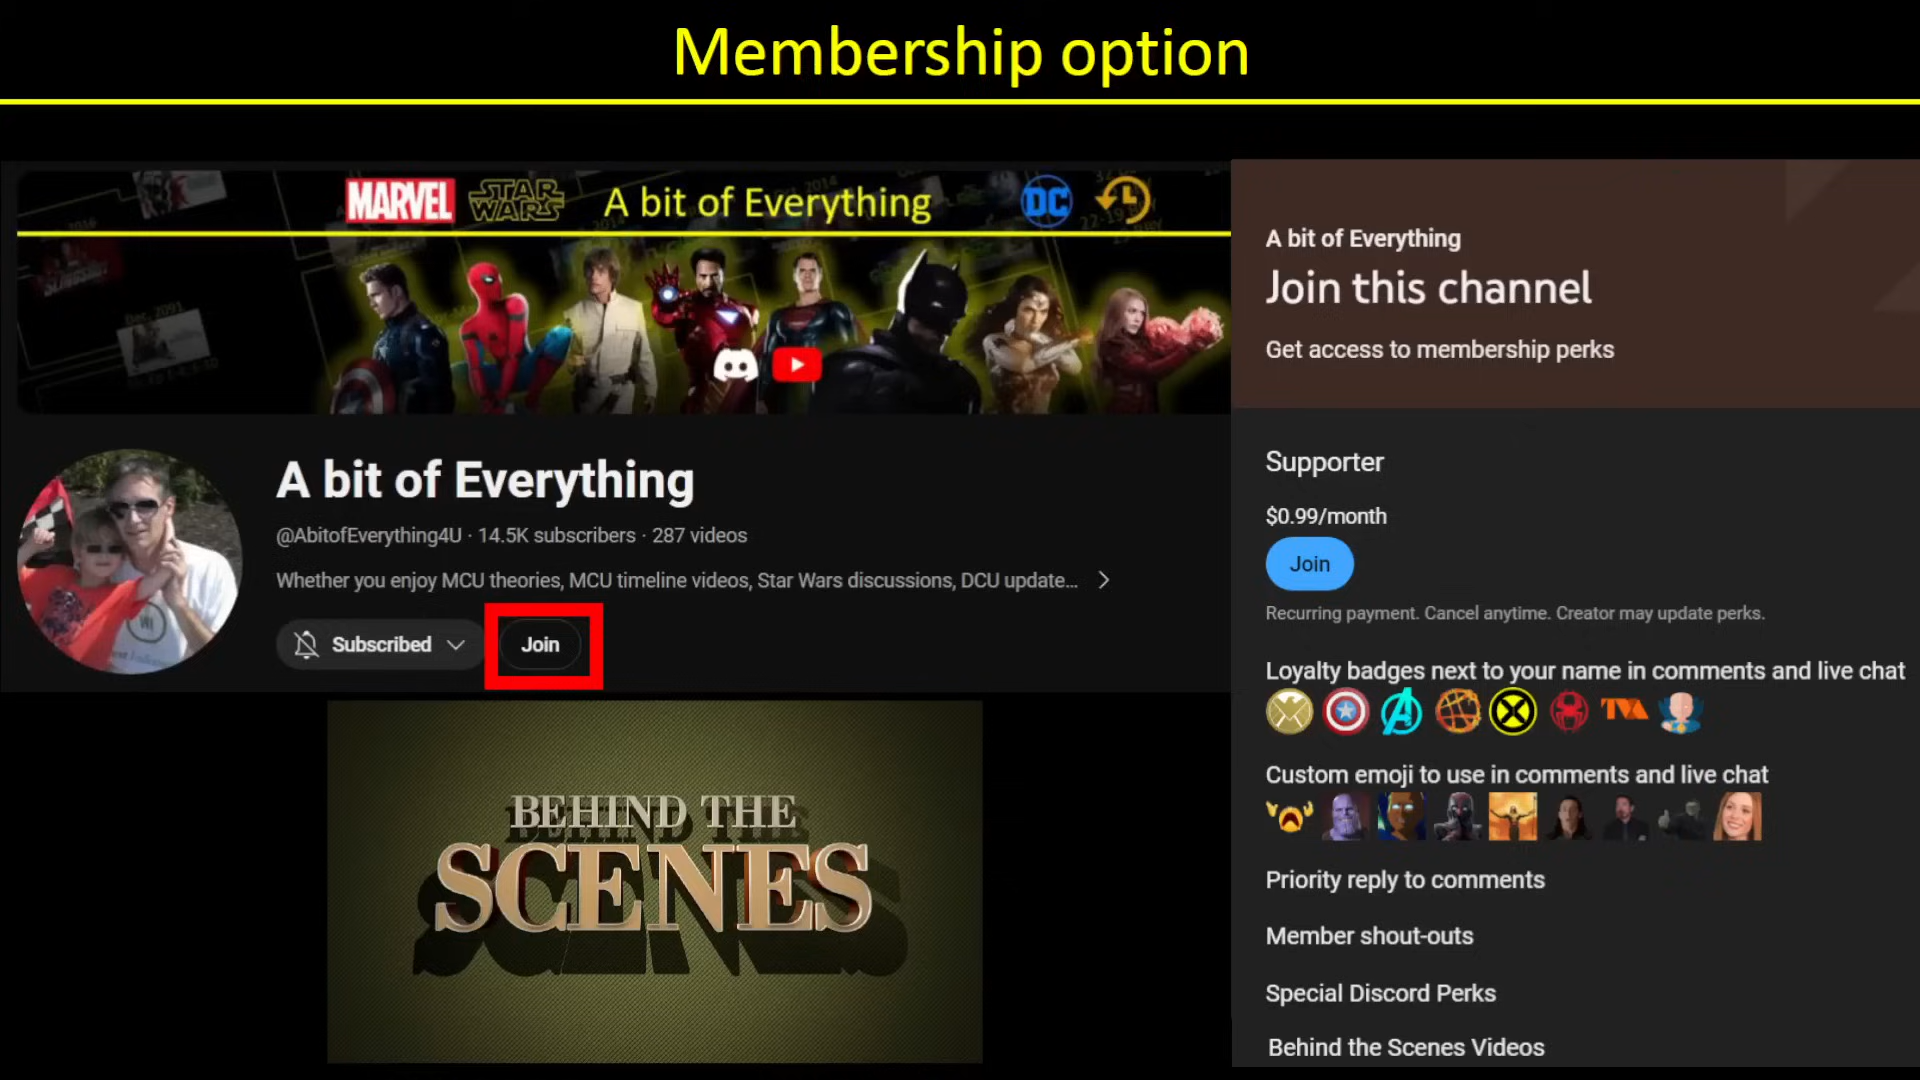 Membership option
MARVEL STAR WARS A bit of Everything DC
A bit of Everything
@AbitofEverything4U · 14.5K subscribers · 287 videos
Whether you enjoy MCU theories, MCU timeline videos, Star Wars discussions, DCU update...
Subscribed Join
BEHIND THE
SCENES
A bit of Everything
Join this channel
Get access to membership perks
Supporter
$0.99/month
Join
Recurring payment. Cancel anytime. Creator may update perks.
Loyalty badges next to your name in comments and live chat
TVA
Custom emoji to use in comments and live chat
Priority reply to comments
Member shout-outs
Special Discord Perks
Behind the Scenes Videos